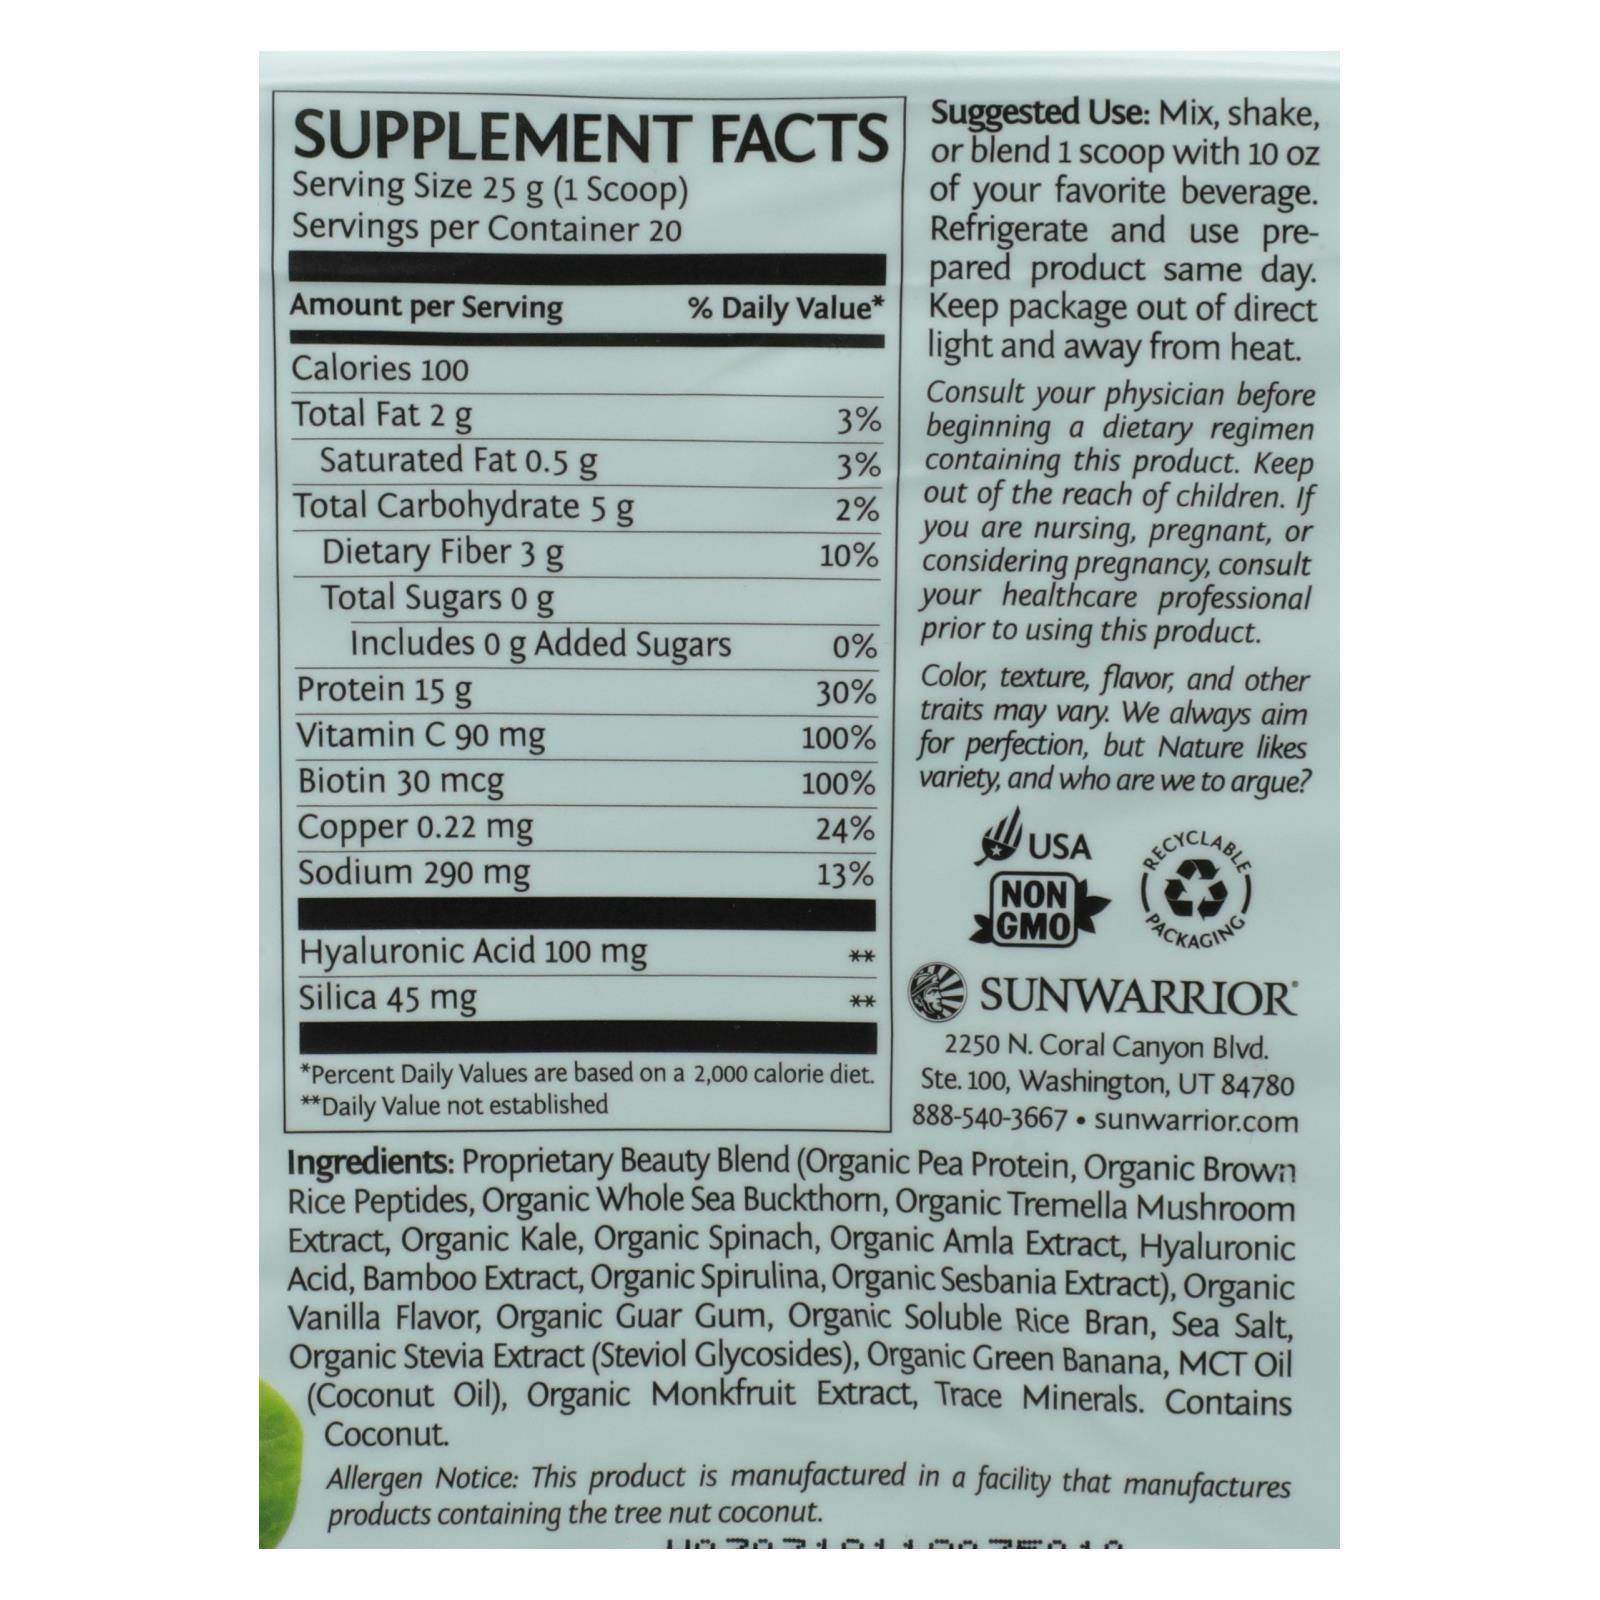 SUPPLEMENT FACTS
Serving Size 25 g (1 Scoop)
Servings per Container 20
Amount per Serving % Daily Value*
Calories 100
Total Fat 2 g 3%
Saturated Fat 0.5 g 3%
Total Carbohydrate 5 g 2%
Dietary Fiber 3 g 10%
Total Sugars 0 g
Includes 0 g Added Sugars 0%
Protein 15 g 30%
Vitamin C 90 mg 100%
Biotin 30 mcg 100%
Copper 0.22 mg 24%
Sodium 290 mg 13%
Hyaluronic Acid 100 mg **
Silica 45 mg **
*Percent Daily Values are based on a 2,000 calorie diet.
**Daily Value not established
Suggested Use: Mix, shake,
or blend 1 scoop with 10 oz
of your favorite beverage.
Refrigerate and use pre-
pared product same day.
Keep package out of direct
light and away from heat.
Consult your physician before
beginning a dietary regimen
containing this product. Keep
out of the reach of children. If
you are nursing, pregnant, or
considering pregnancy, consult
your healthcare professional
prior to using this product.
Color, texture, flavor, and other
traits may vary. We always aim
for perfection, but Nature likes
variety, and who are we to argue?
USA
NON
GMO
RECYCLABLE
PACKAGING
SUNWARRIOR®
2250 N. Coral Canyon Blvd.
Ste. 100, Washington, UT 84780
888-540-3667 • sunwarrior.com
Ingredients: Proprietary Beauty Blend (Organic Pea Protein, Organic Brown
Rice Peptides, Organic Whole Sea Buckthorn, Organic Tremella Mushroom
Extract, Organic Kale, Organic Spinach, Organic Amla Extract, Hyaluronic
Acid, Bamboo Extract, Organic Spirulina, Organic Sesbania Extract), Organic
Vanilla Flavor, Organic Guar Gum, Organic Soluble Rice Bran, Sea Salt,
Organic Stevia Extract (Steviol Glycosides), Organic Green Banana, MCT Oil
(Coconut Oil), Organic Monkfruit Extract, Trace Minerals. Contains
Coconut.
Allergen Notice: This product is manufactured in a facility that manufactures
products containing the tree nut coconut.